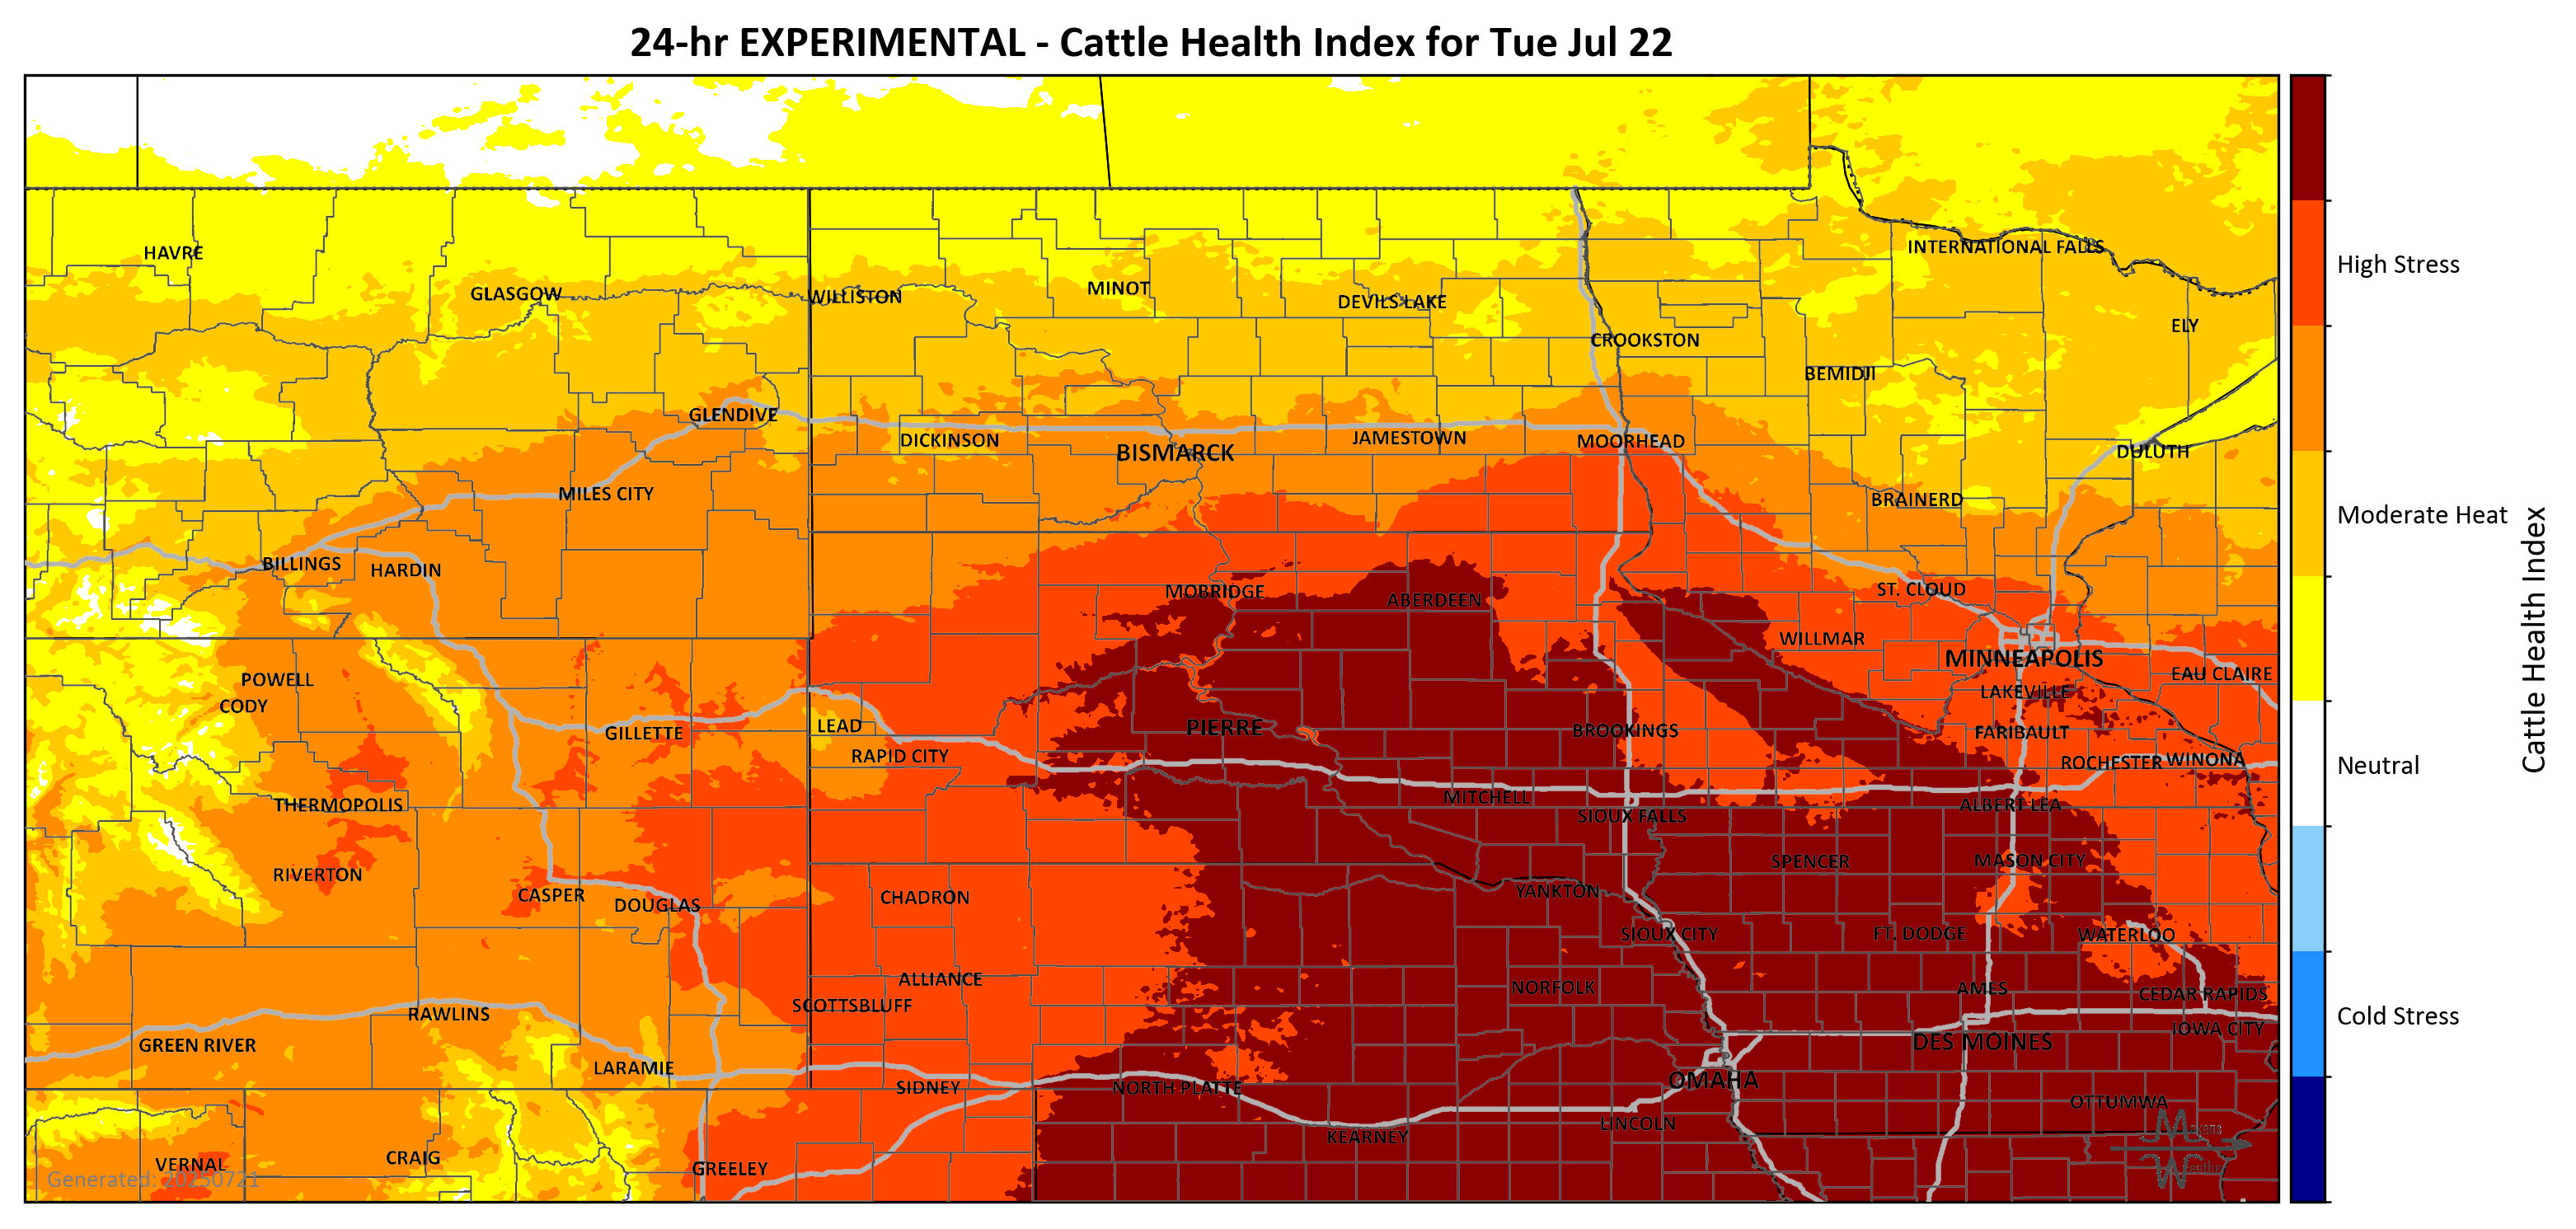 24-hr EXPERIMENTAL - Cattle Health Index for Tue Jul 22
HAVRE
INTERNATIONAL FALLS
GLASGOW
WILLISTON
MINOT
DEVILS LAKE
High Stress
ELY
CROOKSTON
BEMIDJI
GLENDIVE
DICKINSON
BISMARCK
JAMESTOWN
MOORHEAD
DULUTH
MILES CITY
BRAINERD
Moderate Heat
BILLINGS
HARDIN
MOBRIDGE
ABERDEEN
ST. CLOUD
WILLMAR
MINNEAPOLIS
Cattle Health Index
POWELL
EAU CLAIRE
CODY
LAKEVILLE
GILLETTE
LEAD
PIERRE
BROOKINGS
FARIBAULT
RAPID CITY
ROCHESTER
WINONA
Neutral
THERMOPOLIS
MITCHELL
SIOUX FALLS
ALBERT LEA
RIVERTON
SPENCER
MASON CITY
CASPER
DOUGLAS
CHADRON
YANKTON
SIOUX CITY
FT. DODGE
WATERLOO
ALLIANCE
NORFOLK
AMES
CEDAR RAPIDS
SCOTTSBLUFF
RAWLINS
Cold Stress
GREEN RIVER
IOWA CITY
DES MOINES
LARAMIE
SIDNEY
NORTH PLATTE
OMAHA
OTTUMWA
LINCOLN
KEARNEY
VERNAL
CRAIG
GREELEY
Generated: 20250721